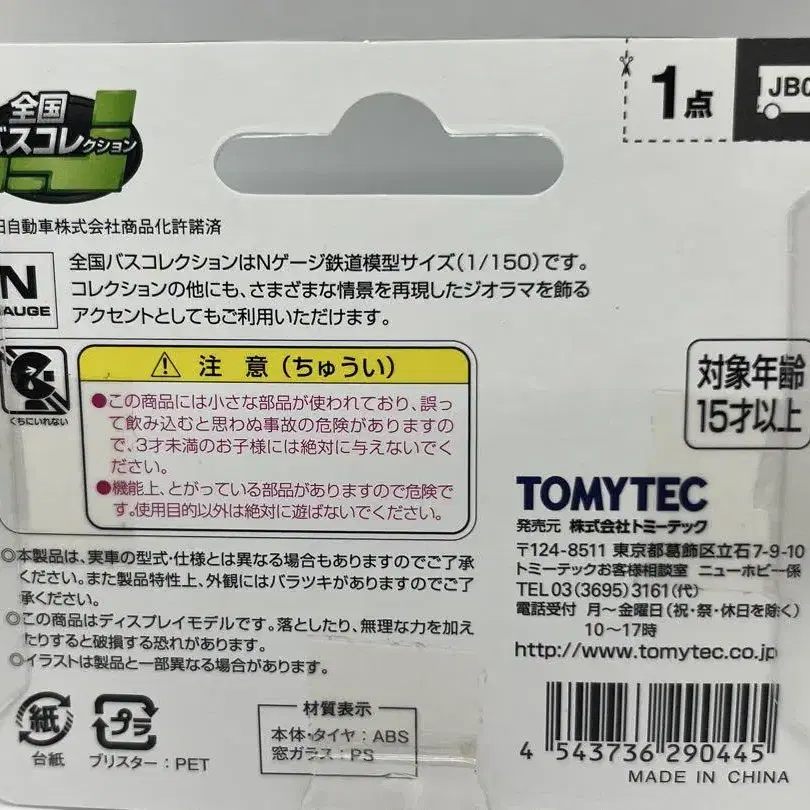 全国
バスコレクション
1点
JB0
自動車株式会社商品化許諾済
N
GAUGE
全国バスコレクションはNゲージ鉄道模型サイズ(1/150)です。
コレクションの他にも、さまざまな情景を再現したジオラマを飾る
アクセントとしてもご利用いただけます。
くちにいれない
⚠ 注 意 (ちゅうい)
●この商品には小さな部品が使われており、誤っ
て飲み込むと思わぬ事故の危険がありますの
で、3才未満のお子様には絶対に与えないでく
ださい。
●機能上、とがっている部品がありますので危険で
す。使用目的以外は絶対に遊ばないでください。
対象年齢
15才以上
◎本製品は、実車の型式・仕様とは異なる場合もありますのでご了承
ください。また製品特性上、外観にはバラツキがありますのでご了
承ください。
◎この商品はディスプレイモデルです。落としたり、無理な力を加え
たりすると破損する恐れがあります。
◎イラストは製品と一部異なる場合があります。
TOMYTEC
発売元 株式会社トミーテック
〒124-8511 東京都葛飾区立石7-9-10
トミーテックお客様相談室 ニューホビー係
TEL 03(3695)3161(代)
電話受付 月〜金曜日(祝・祭・休日を除く)
10〜17時
http://www.tomytec.co.jp
紙
台紙
プラ
ブリスター:PET
材質表示
本体・タイヤ:ABS
窓ガラス:PS
4 543736 290445
MADE IN CHINA